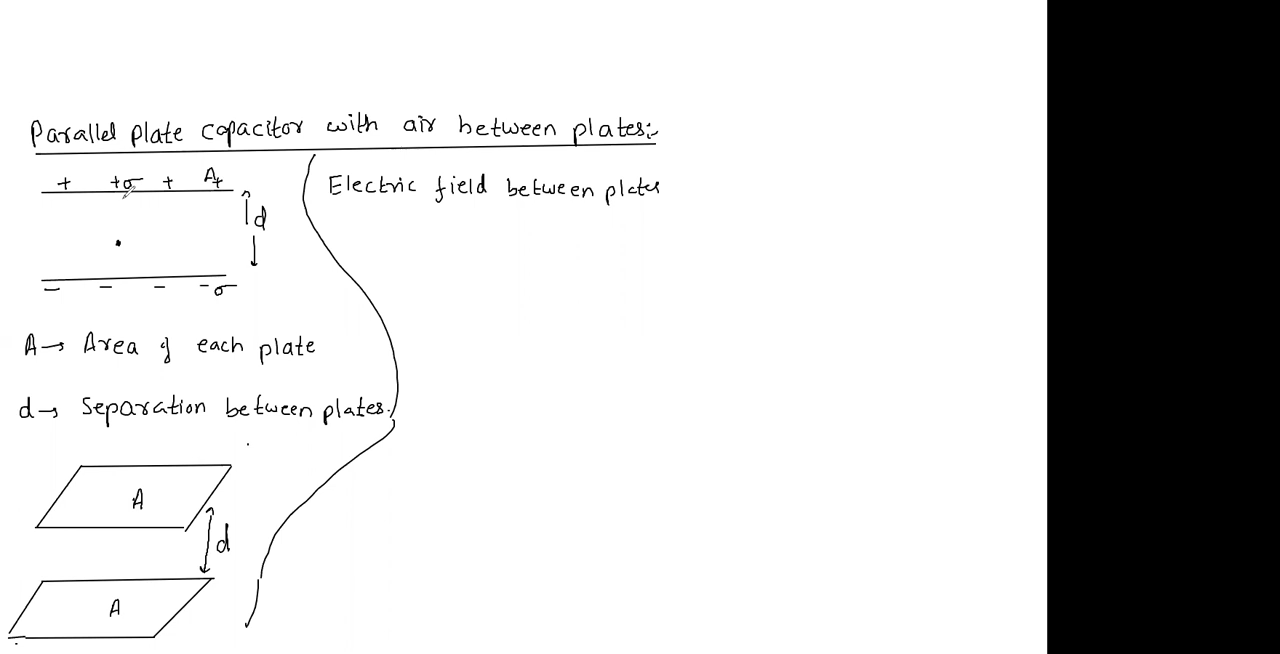 Parallel plate capacitor with air between plates:-
+ +σ + A+
d
- - - -σ
A → Area of each plate
d → Separation between plates.
A
d
A
Electric field between plates